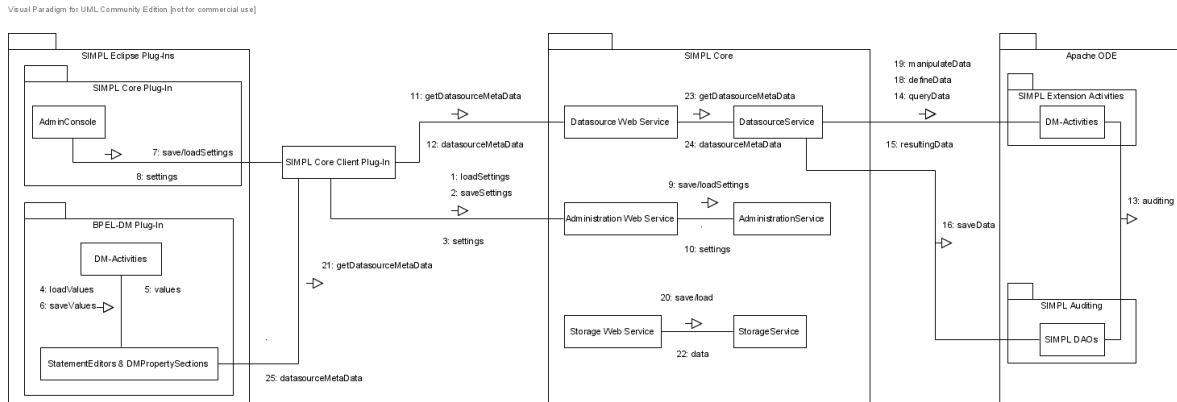 Visual Paradigm for UML Community Edition [not for commercial use]
SIMPL Eclipse Plug-Ins
SIMPL Core Plug-In
AdminConsole
7: save/loadSettings
8: settings
BPEL-DM Plug-In
DM-Activities
4: loadValues
5: values
6: saveValues
StatementEditors & DMPropertySections
SIMPL Core Client Plug-In
11: getDatasourceMetaData
12: datasourceMetaData
1: loadSettings
2: saveSettings
3: settings
21: getDatasourceMetaData
25: datasourceMetaData
SIMPL Core
Datasource Web Service
23: getDatasourceMetaData
24: datasourceMetaData
DatasourceService
Administration Web Service
9: save/loadSettings
10: settings
AdministrationService
Storage Web Service
20: save/load
22: data
StorageService
19: manipulateData
18: defineData
14: queryData
15: resultingData
16: saveData
Apache ODE
SIMPL Extension Activities
DM-Activities
13: auditing
SIMPL Auditing
SIMPL DAOs